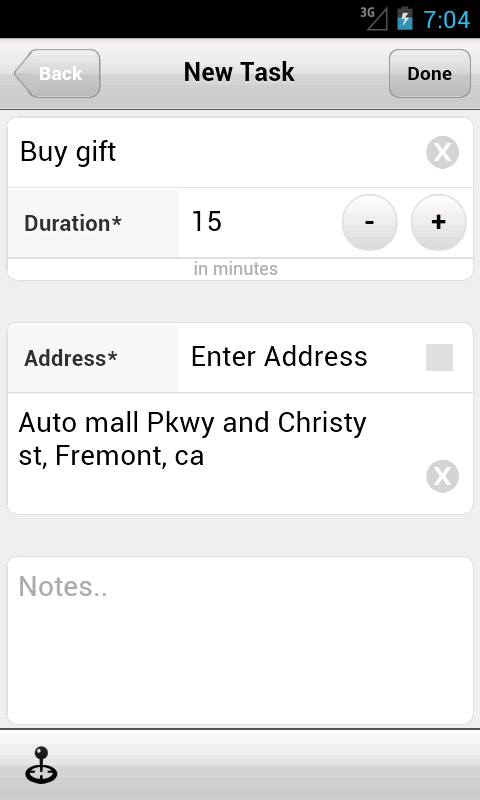 3G 7:04
Back New Task Done
Buy gift X
Duration* 15 - +
in minutes
Address* Enter Address
Auto mall Pkwy and Christy
st, Fremont, ca
X
Notes..